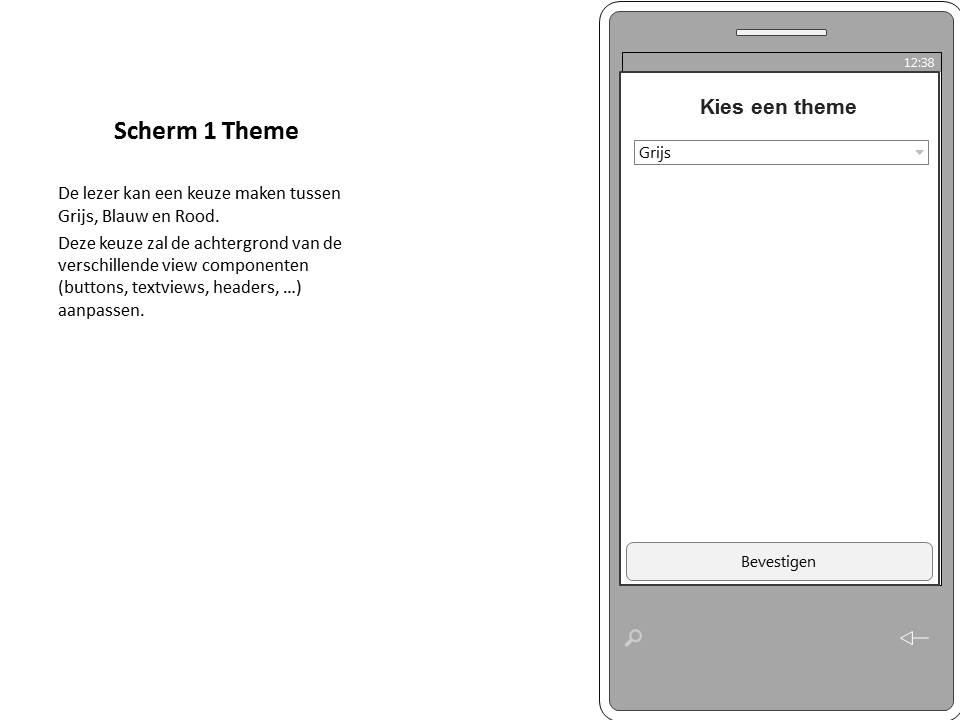 Scherm 1 Theme
De lezer kan een keuze maken tussen
Grijs, Blauw en Rood.
Deze keuze zal de achtergrond van de
verschillende view componenten
(buttons, textviews, headers, …)
aanpassen.
12:38
Kies een theme
Grijs
Bevestigen